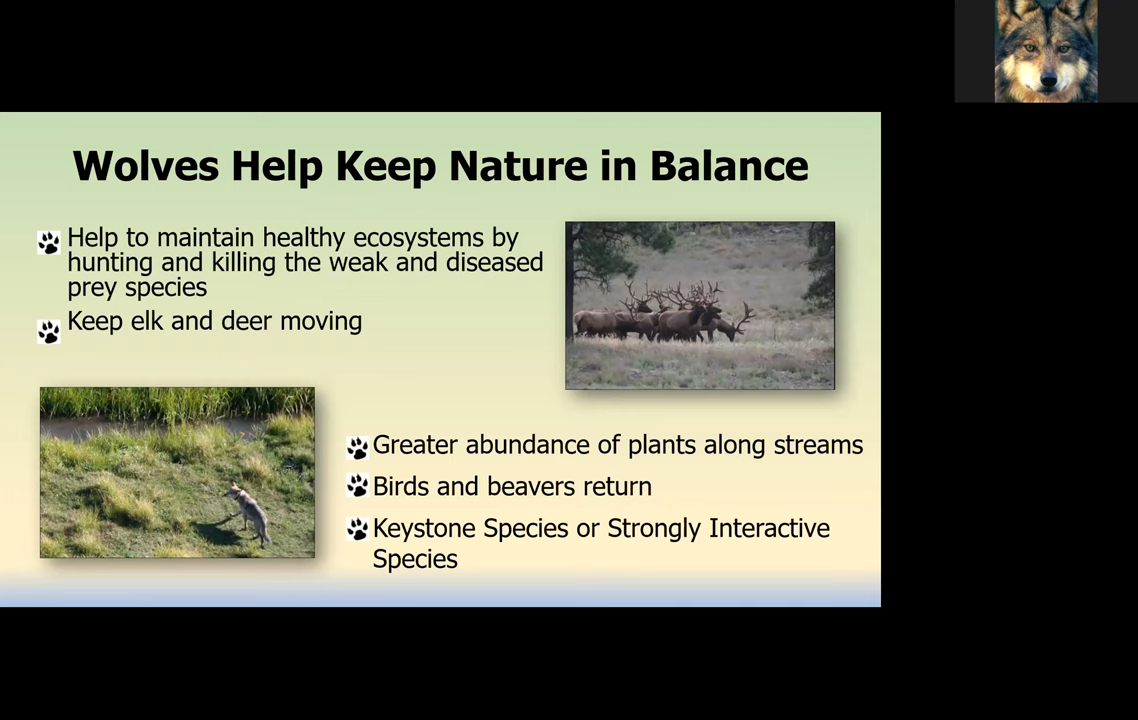 Wolves Help Keep Nature in Balance
Help to maintain healthy ecosystems by
hunting and killing the weak and diseased
prey species
Keep elk and deer moving
Greater abundance of plants along streams
Birds and beavers return
Keystone Species or Strongly Interactive
Species